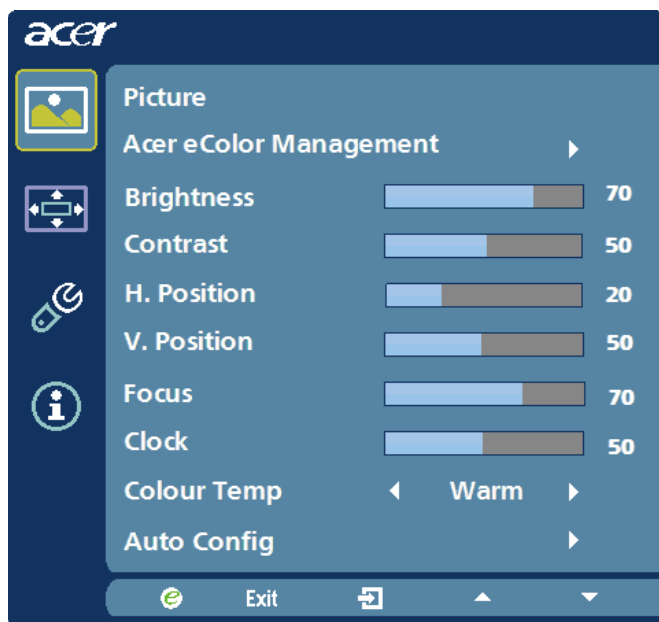 acer
Picture
Acer eColor Management
Brightness 70
Contrast 50
H. Position 20
V. Position 50
Focus 70
Clock 50
Colour Temp Warm
Auto Config
e Exit